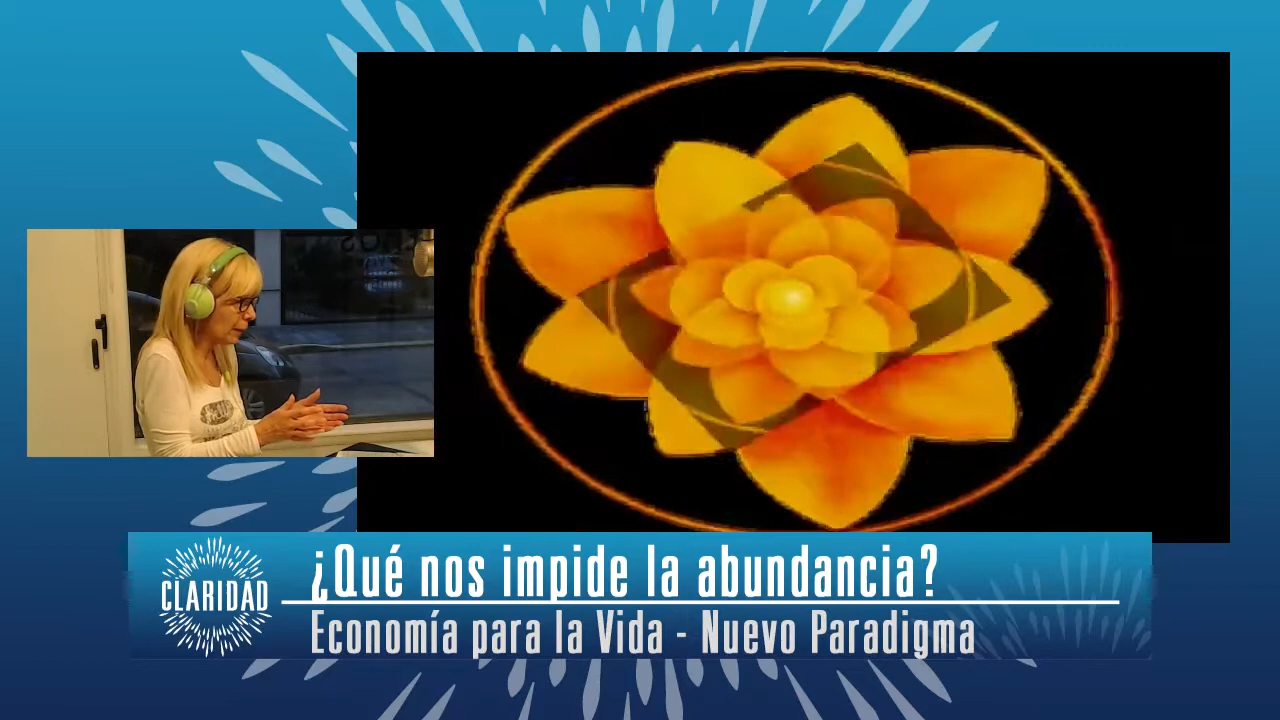 CLARIDAD
¿Qué nos impide la abundancia?
Economía para la Vida - Nuevo Paradigma